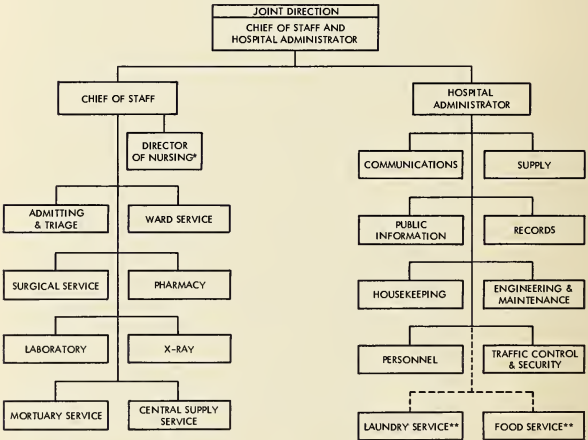 JOINT DIRECTION
CHIEF OF STAFF AND
HOSPITAL ADMINISTRATOR
CHIEF OF STAFF
DIRECTOR
OF NURSING*
ADMITTING
& TRIAGE
WARD SERVICE
SURGICAL SERVICE
PHARMACY
LABORATORY
X-RAY
MORTUARY SERVICE
CENTRAL SUPPLY
SERVICE
HOSPITAL
ADMINISTRATOR
COMMUNICATIONS
SUPPLY
PUBLIC
INFORMATION
RECORDS
HOUSEKEEPING
ENGINEERING &
MAINTENANCE
PERSONNEL
TRAFFIC CONTROL
& SECURITY
LAUNDRY SERVICE**
FOOD SERVICE**